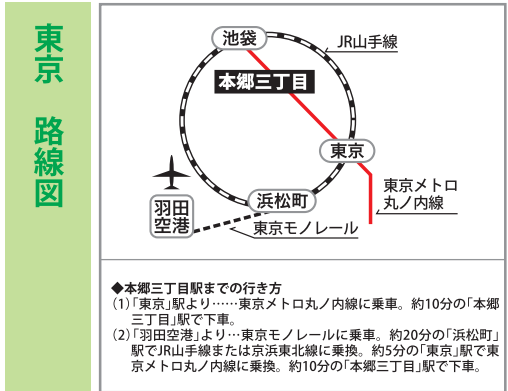 東京 路線図
池袋
JR山手線
本郷三丁目
東京
東京メトロ
丸ノ内線
浜松町
羽田
空港
東京モノレール
◆本郷三丁目駅までの行き方
（1）「東京」駅より……東京メトロ丸ノ内線に乗車。約10分の「本郷
三丁目」駅で下車。
（2）「羽田空港」より…東京モノレールに乗車。約20分の「浜松町」
駅でJR山手線または京浜東北線に乗換。約5分の「東京」駅で東
京メトロ丸ノ内線に乗換。約10分の「本郷三丁目」駅で下車。